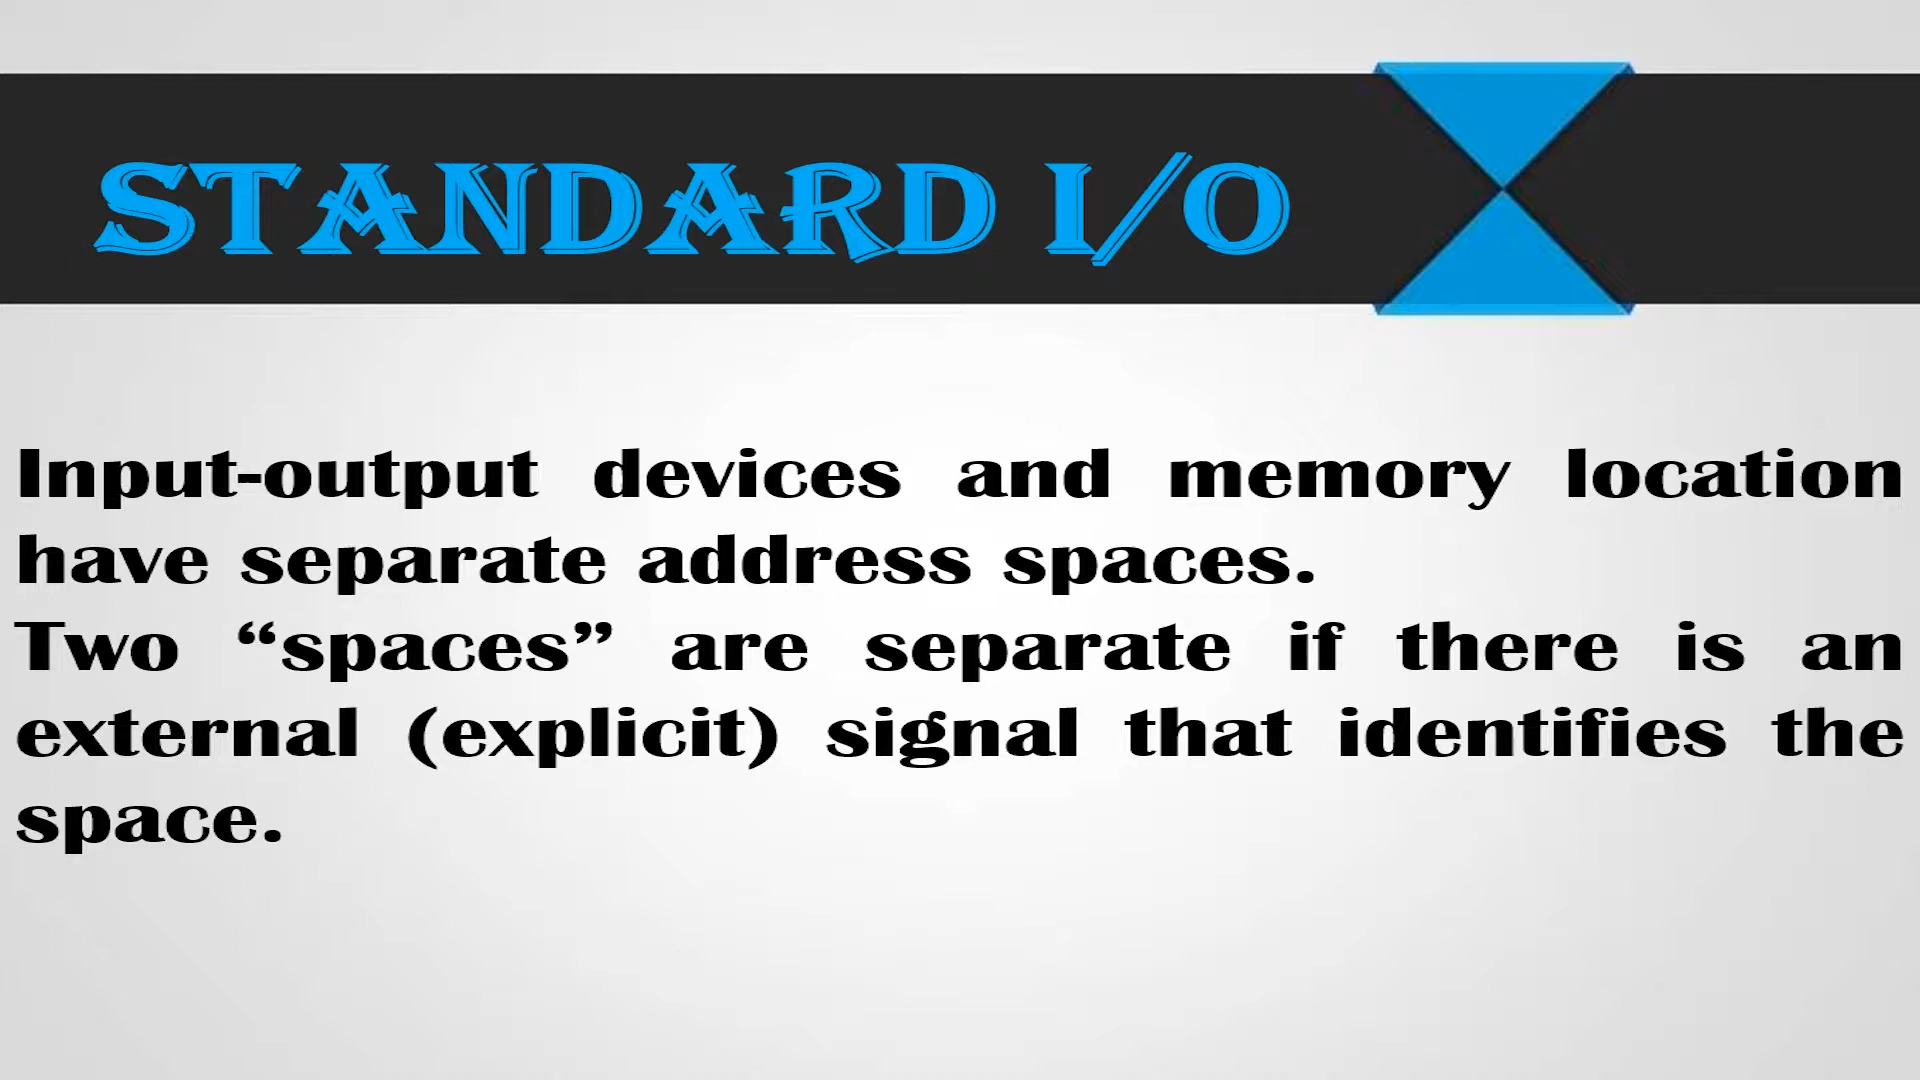 STANDARD I/O
Input-output devices and memory location
have separate address spaces.
Two “spaces” are separate if there is an
external (explicit) signal that identifies the
space.